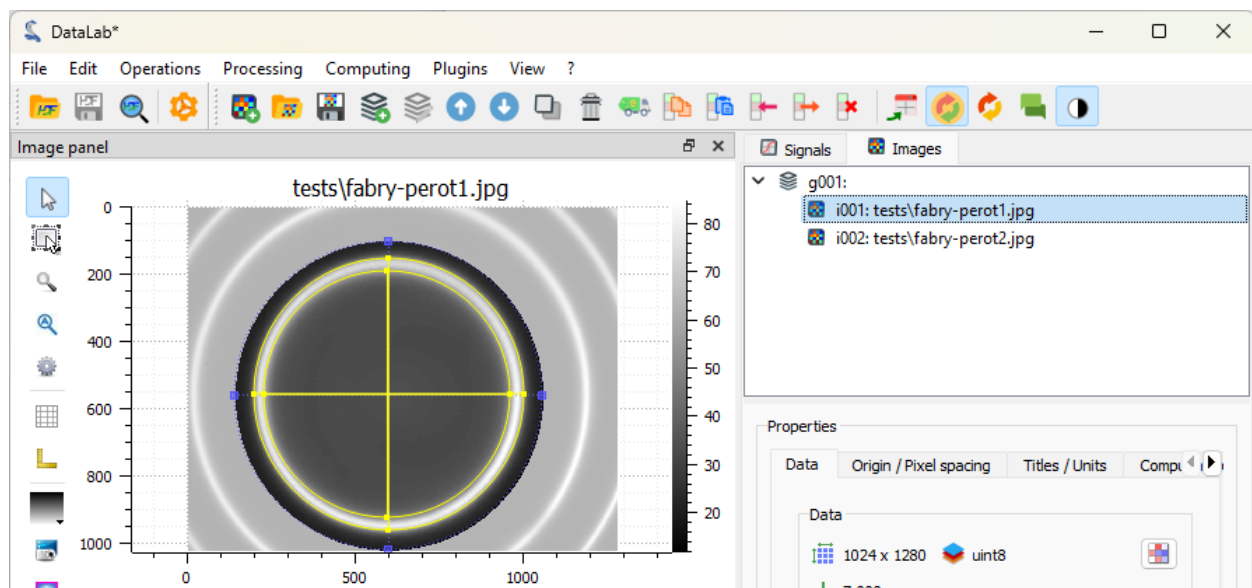 DataLab*
File Edit Operations Processing Computing Plugins View ?
Image panel
Signals Images
g001:
i001: tests\fabry-perot1.jpg
i002: tests\fabry-perot2.jpg
tests\fabry-perot1.jpg
0
200
400
600
800
1000
0 500 1000
80
70
60
50
40
30
20
Properties
Data Origin / Pixel spacing Titles / Units
Data
1024 x 1280 uint8